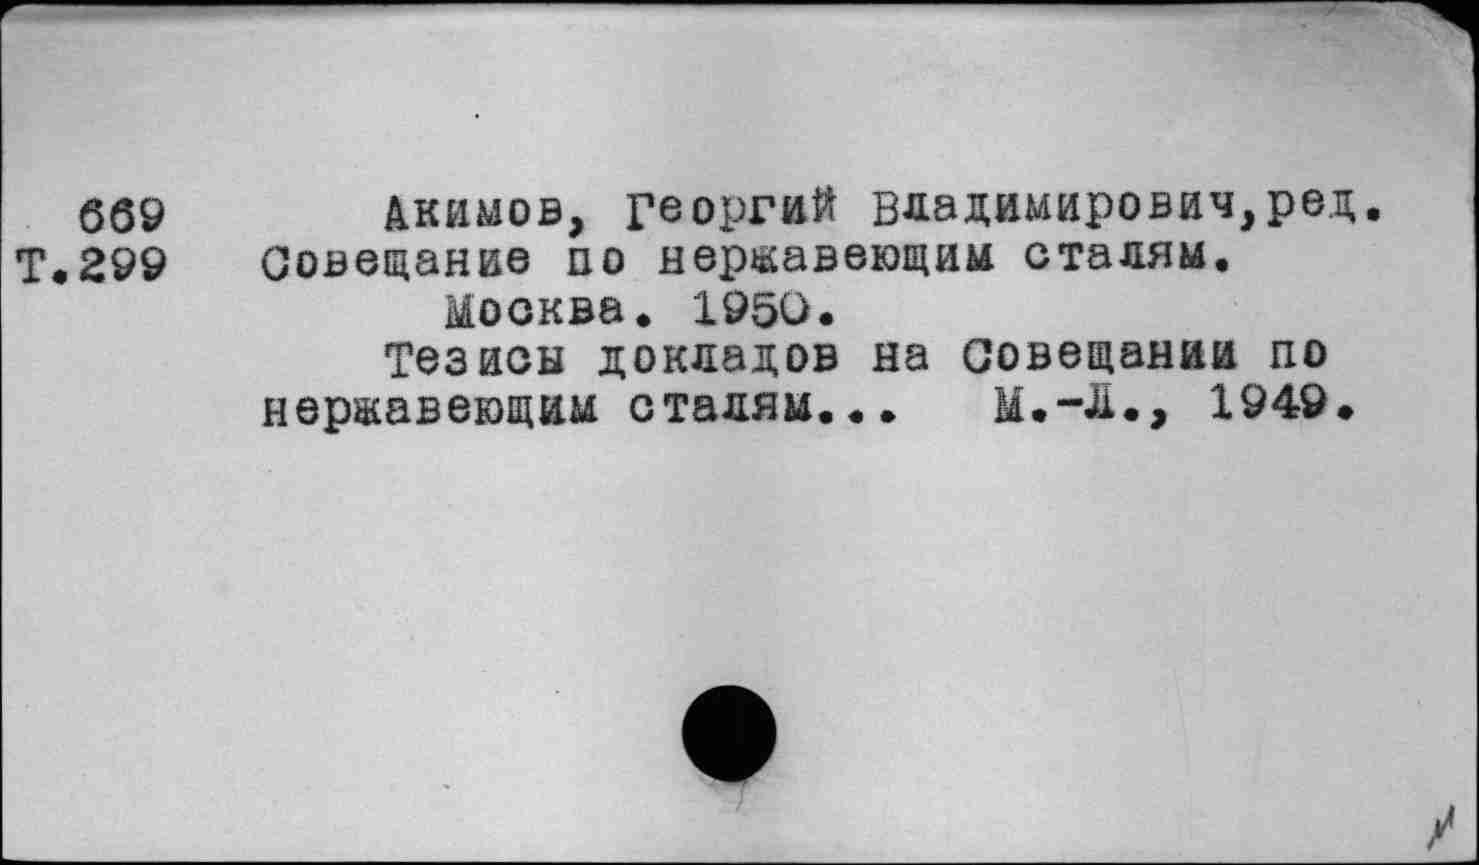 669 Акимов, Георгий Владимирович,ред.
Т.299 Совещание по нержавеющим сталям.
Москва. 1950.
Тезисы докладов на Совещании по
нержавеющим сталям... М.-Л., 1949.